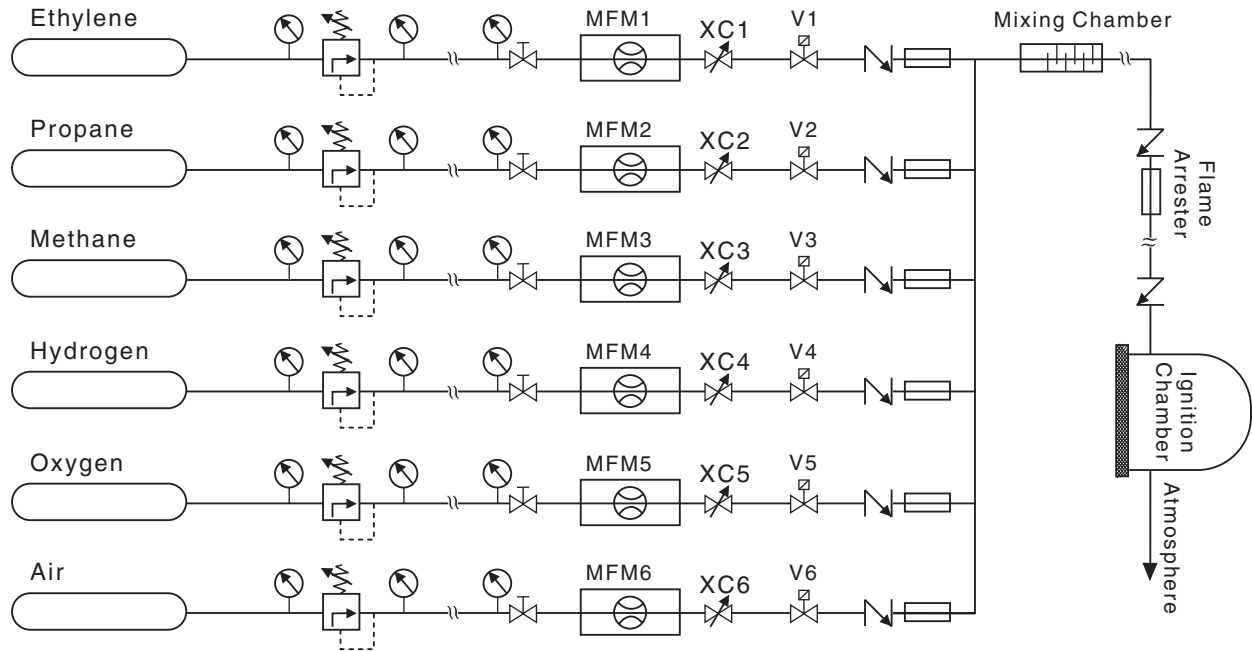 Ethylene
MFM1
XC1
V1
Mixing Chamber
Propane
MFM2
XC2
V2
Flame
Arrester
Methane
MFM3
XC3
V3
Hydrogen
MFM4
XC4
V4
Ignition
Chamber
Oxygen
MFM5
XC5
V5
Atmosphere
Air
MFM6
XC6
V6